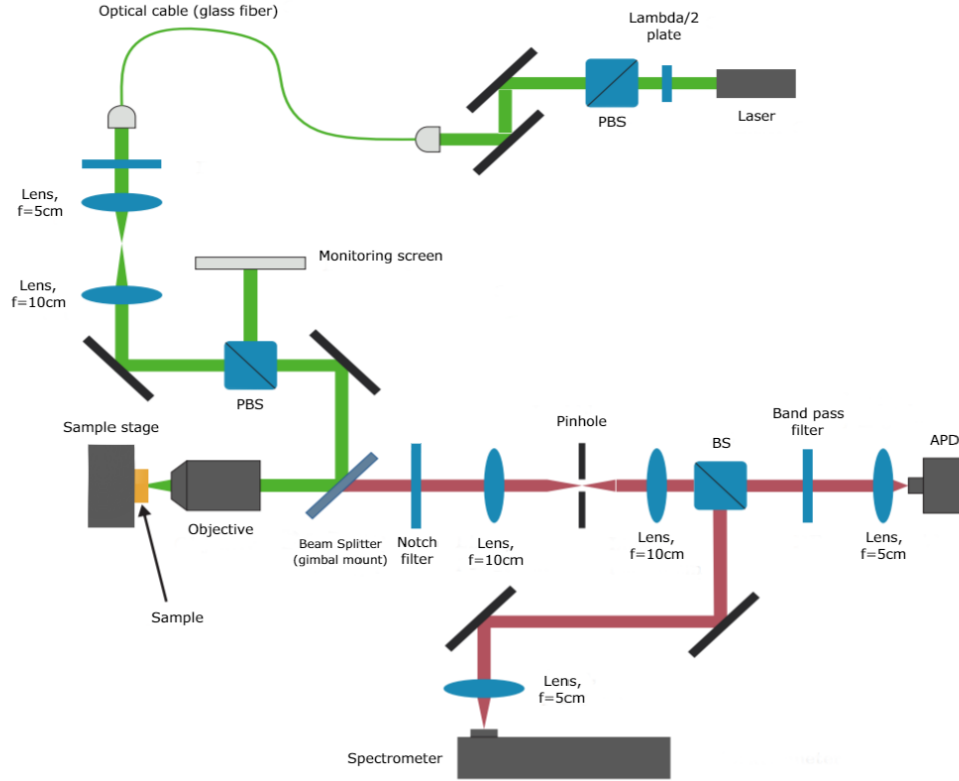 Optical cable (glass fiber)
Lambda/2
plate
PBS
Laser
Lens,
f=5cm
Monitoring screen
Lens,
f=10cm
PBS
Sample stage
Pinhole
Band pass
filter
BS
APD
Objective
Beam Splitter
(gimbal mount)
Notch
filter
Lens,
f=10cm
Lens,
f=10cm
Lens,
f=5cm
Sample
Lens,
f=5cm
Spectrometer